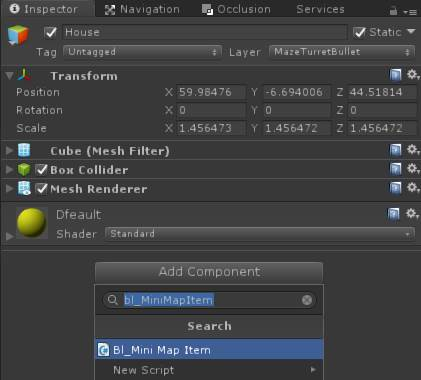 Inspector Navigation Occlusion Services
House Static
Tag Untagged Layer MazeTurretBullet
Transform
Position X 59.98476 Y -6.694006 Z 44.51814
Rotation X 0 Y 0 Z 0
Scale X 1.456473 Y 1.456472 Z 1.456472
Cube (Mesh Filter)
Box Collider
Mesh Renderer
Dfeault
Shader Standard
Add Component
bl_MiniMapItem
Search
Bl_Mini Map Item
New Script